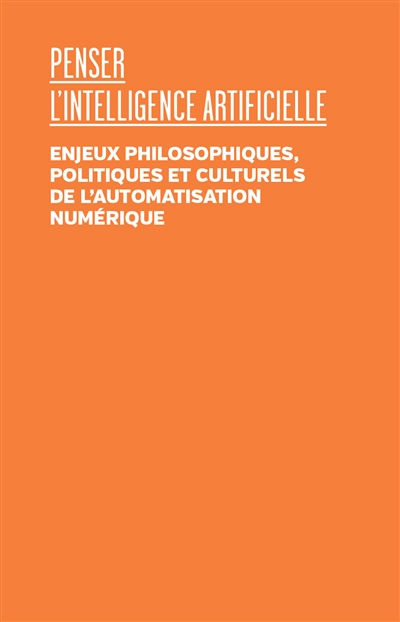 PENSER
L'INTELLIGENCE ARTIFICIELLE
ENJEUX PHILOSOPHIQUES,
POLITIQUES ET CULTURELS
DE L'AUTOMATISATION
NUMÉRIQUE